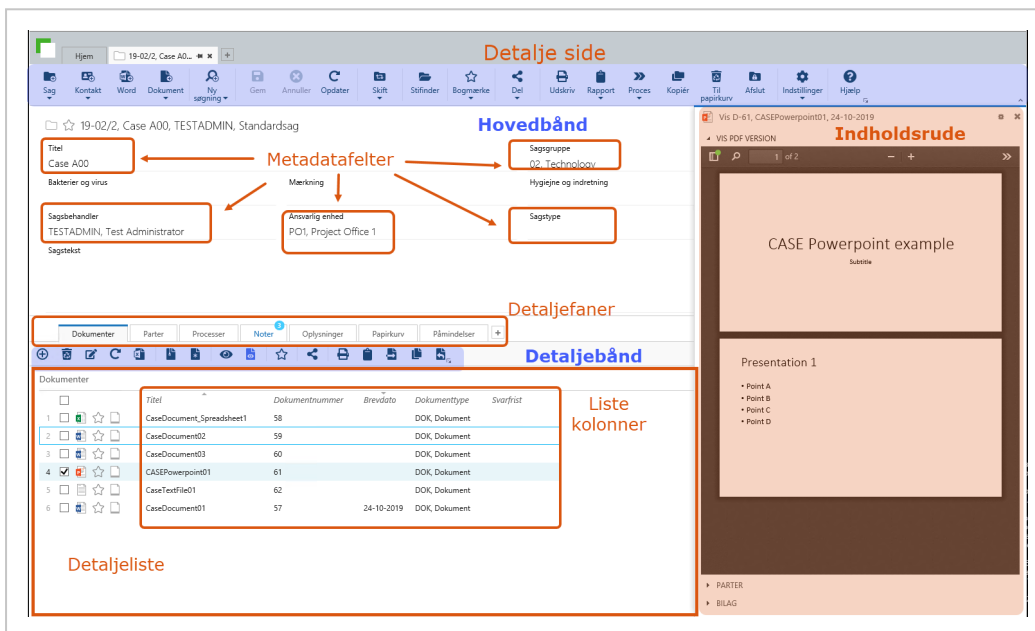 Detalje side
Hjem
19-02/2, Case A0...
Sag
Kontakt
Word
Dokument
Ny søgning
Gem
Annuller
Opdater
Skift
Stifinder
Bogmærke
Del
Udskriv
Rapport
Proces
Kopiér
Til papirkurv
Afslut
Indstillinger
Hjælp
19-02/2, Case A00, TESTADMIN, Standardsag
Hovedbånd
Titel
Case A00
Metadatafelter
Sagsgruppe
02, Technology
Bakterier og virus
Mærkning
Hygiejne og indretning
Sagsbehandler
TESTADMIN, Test Administrator
Ansvarlig enhed
PO1, Project Office 1
Sagstype
Sagstekst
Detaljefaner
Dokumenter
Parter
Processer
Noter
3
Oplysninger
Papirkurv
Påmindelser
+
Detaljebånd
Dokumenter
Titel Dokumentnummer Brevdato Dokumenttype Svarfrist
1 CaseDocument_Spreadsheet1 58 DOK, Dokument
2 CaseDocument02 59 DOK, Dokument
3 CaseDocument03 60 DOK, Dokument
4 CASEPowerpoint01 61 DOK, Dokument
5 CaseTextFile01 62 DOK, Dokument
6 CaseDocument01 57 24-10-2019 DOK, Dokument
Liste
kolonner
Detaljeliste
Vis D-61, CASEPowerpoint01, 24-10-2019
Indholdsrude
VIS PDF VERSION
1 of 2
CASE Powerpoint example
Subtitle
Presentation 1
• Point A
• Point B
• Point C
• Point D
PARTER
BILAG